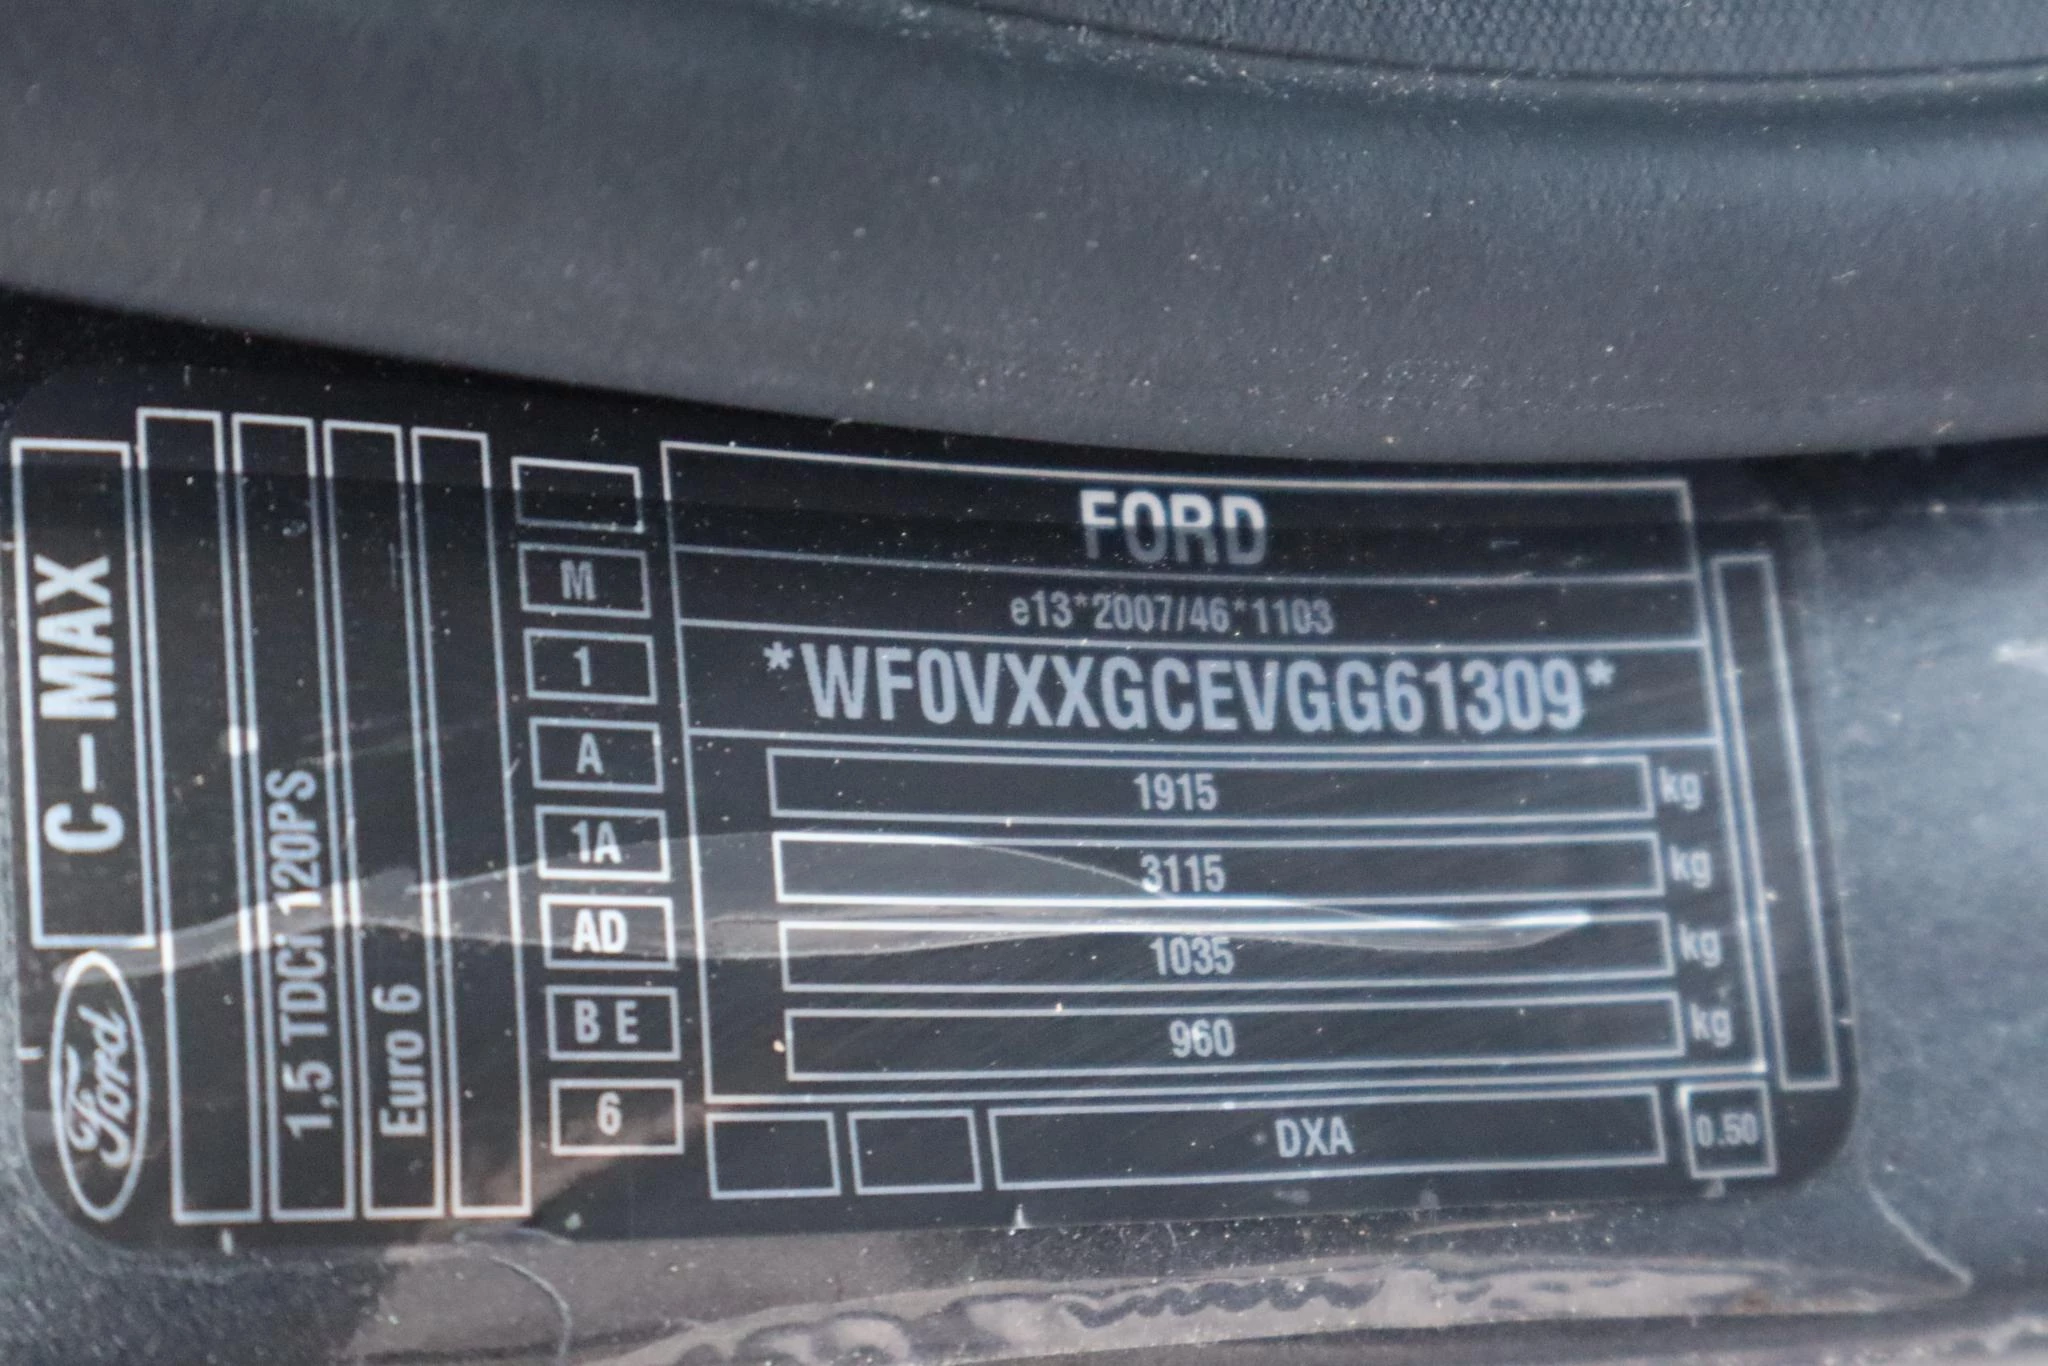 C-MAX
Ford
1,5 TDCi 120PS
Euro 6
M
1
A
1A
AD
B E
6
FORD
e13*2007/46*1103
*WF0VXXGCEVGG61309*
1915 kg
3115 kg
1035 kg
960 kg
DXA
0.50